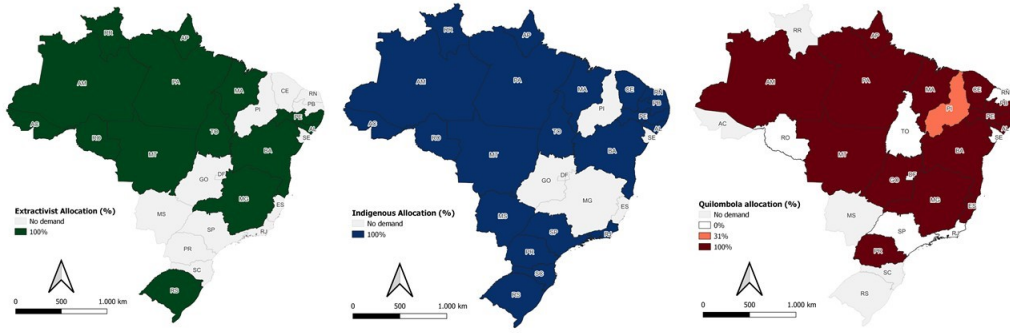 RR
AP
AM
PA
MA
CE
RN
PB
PI
PE
AL
SE
AC
RO
TO
BA
MT
GO
DF
MG
ES
MS
SP
RJ
PR
SC
RS
Extractivist Allocation (%)
No demand
100%
0 500 1.000 km
RR
AP
AM
PA
MA
CE
RN
PB
PI
PE
AL
SE
AC
RO
TO
BA
MT
GO
DF
MG
ES
MS
SP
RJ
PR
SC
RS
Indigenous Allocation (%)
No demand
100%
0 500 1.000 km
RR
AP
AM
PA
MA
CE
RN
PB
PI
PE
AL
SE
AC
RO
TO
BA
MT
GO
DF
MG
ES
MS
SP
RJ
PR
SC
RS
Quilombola allocation (%)
No demand
0%
31%
100%
0 500 1.000 km